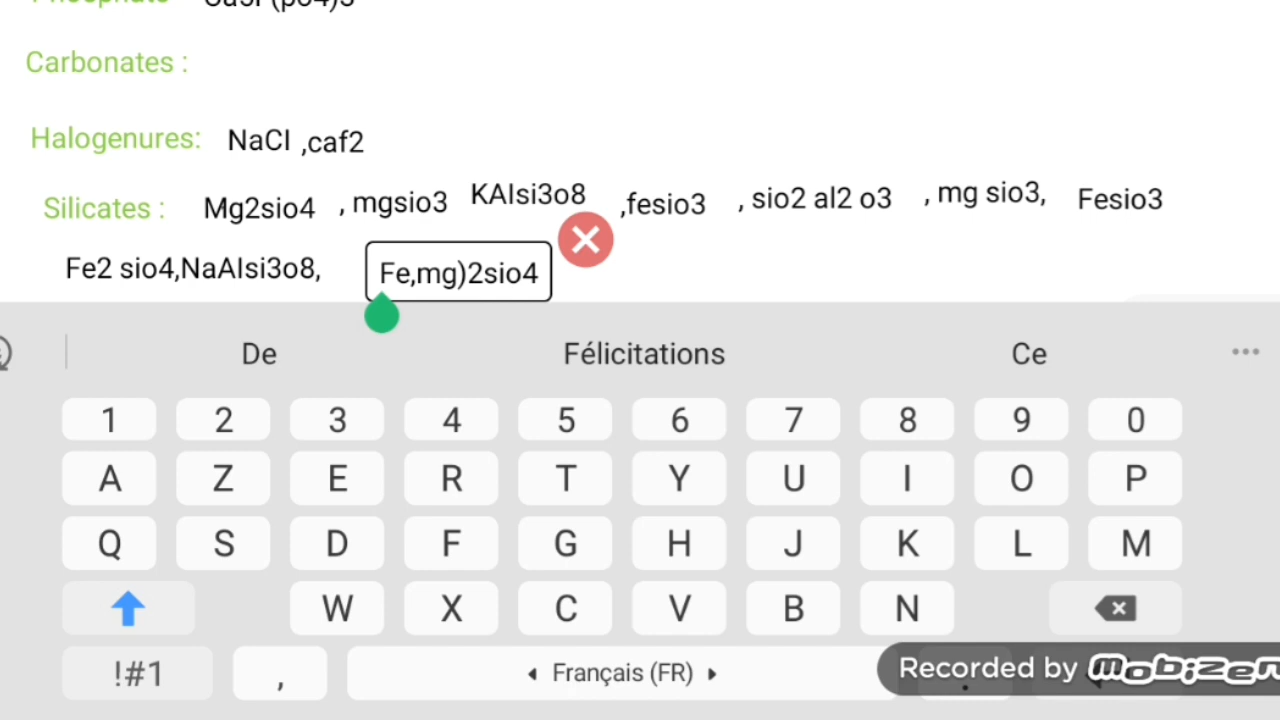 Carbonates :
Halogenures: NaCl ,caf2
Silicates : Mg2sio4 , mgsio3 KAlsi3o8 ,fesio3 , sio2 al2 o3 , mg sio3, Fesio3
Fe2 sio4,NaAlsi3o8, Fe,mg)2sio4
De Félicitations Ce
1 2 3 4 5 6 7 8 9 0
A Z E R T Y U I O P
Q S D F G H J K L M
W X C V B N
!#1 , Français (FR) .
Recorded by mobizen